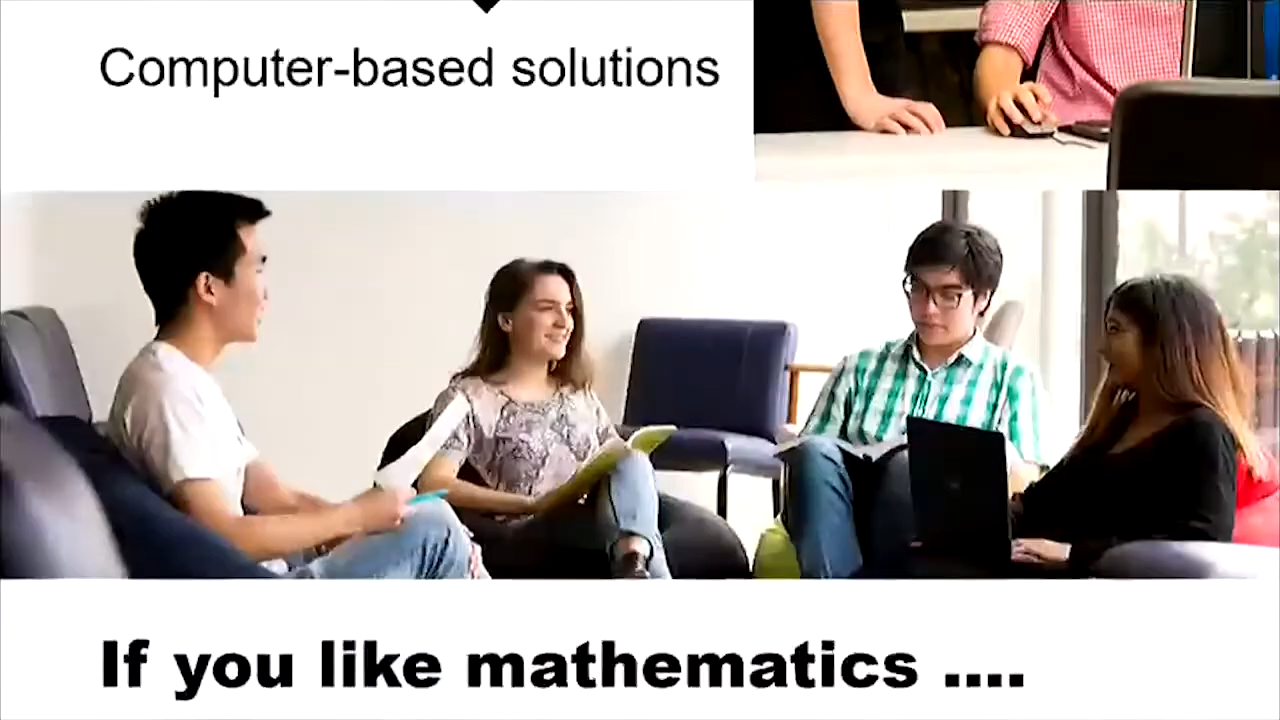 Computer-based solutions
If you like mathematics ....